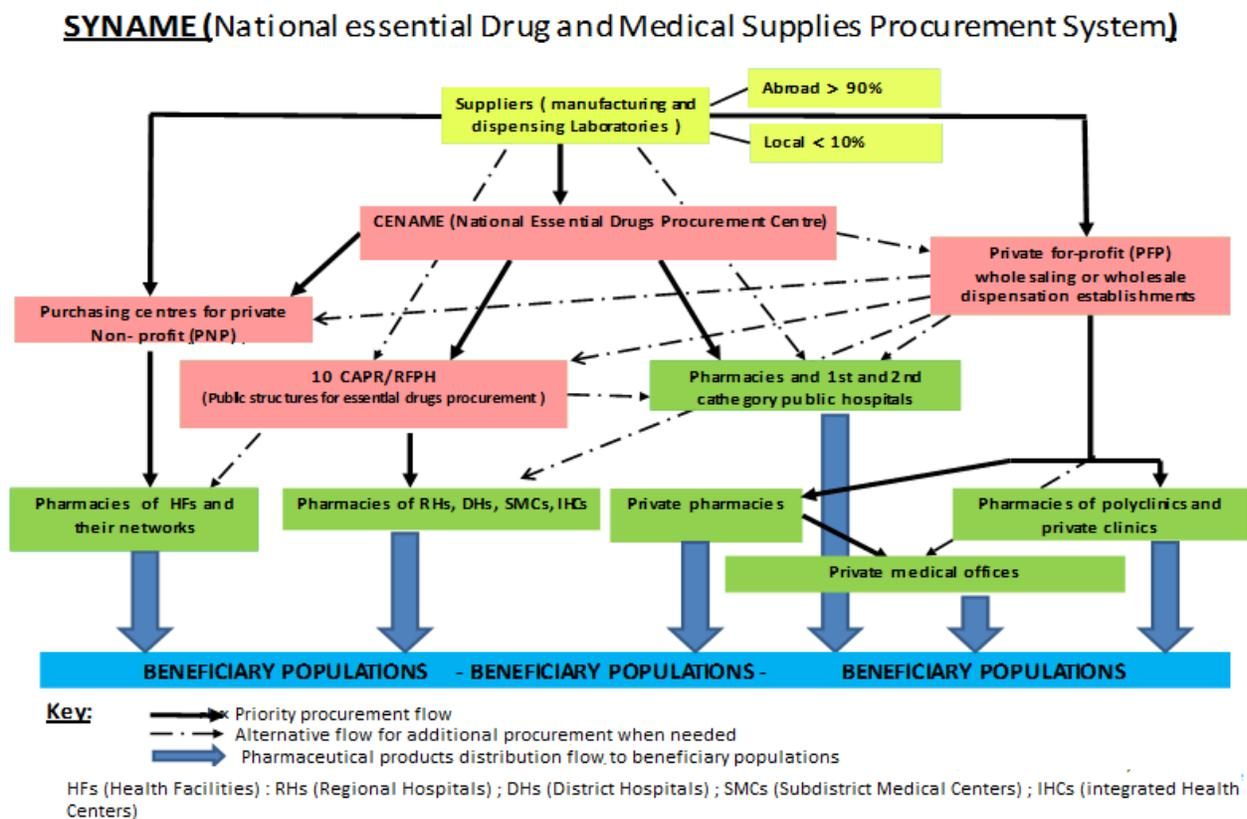 SYNAME (National essential Drug and Medical Supplies Procurement System)
Abroad > 90%
Suppliers ( manufacturing and
dispensing Laboratories )
Local < 10%
CENAME (National Essential Drugs Procurement Centre)
Private for-profit (PFP)
whole saling or wholesale
dispensation establishments
Purchasing centres for private
Non- profit (PNP)
10 CAPR/RFPH
(Public structures for essential drugs procurement )
Pharmacies and 1st and 2nd
cathegory public hospitals
Pharmacies of HFs and
their networks
Pharmacies of RHs, DHs, SMCs, IHCs
Private pharmacies
Pharmacies of polyclinics and
private clinics
Private medical offices
BENEFICIARY POPULATIONS - BENEFICIARY POPULATIONS - BENEFICIARY POPULATIONS
Key:
Priority procurement flow
Alternative flow for additional procurement when needed
Pharmaceutical products distribution flow to beneficiary populations
HFs (Health Facilities) : RHs (Regional Hospitals) ; DHs (District Hospitals) ; SMCs (Subdistrict Medical Centers) ; IHCs (integrated Health
Centers)